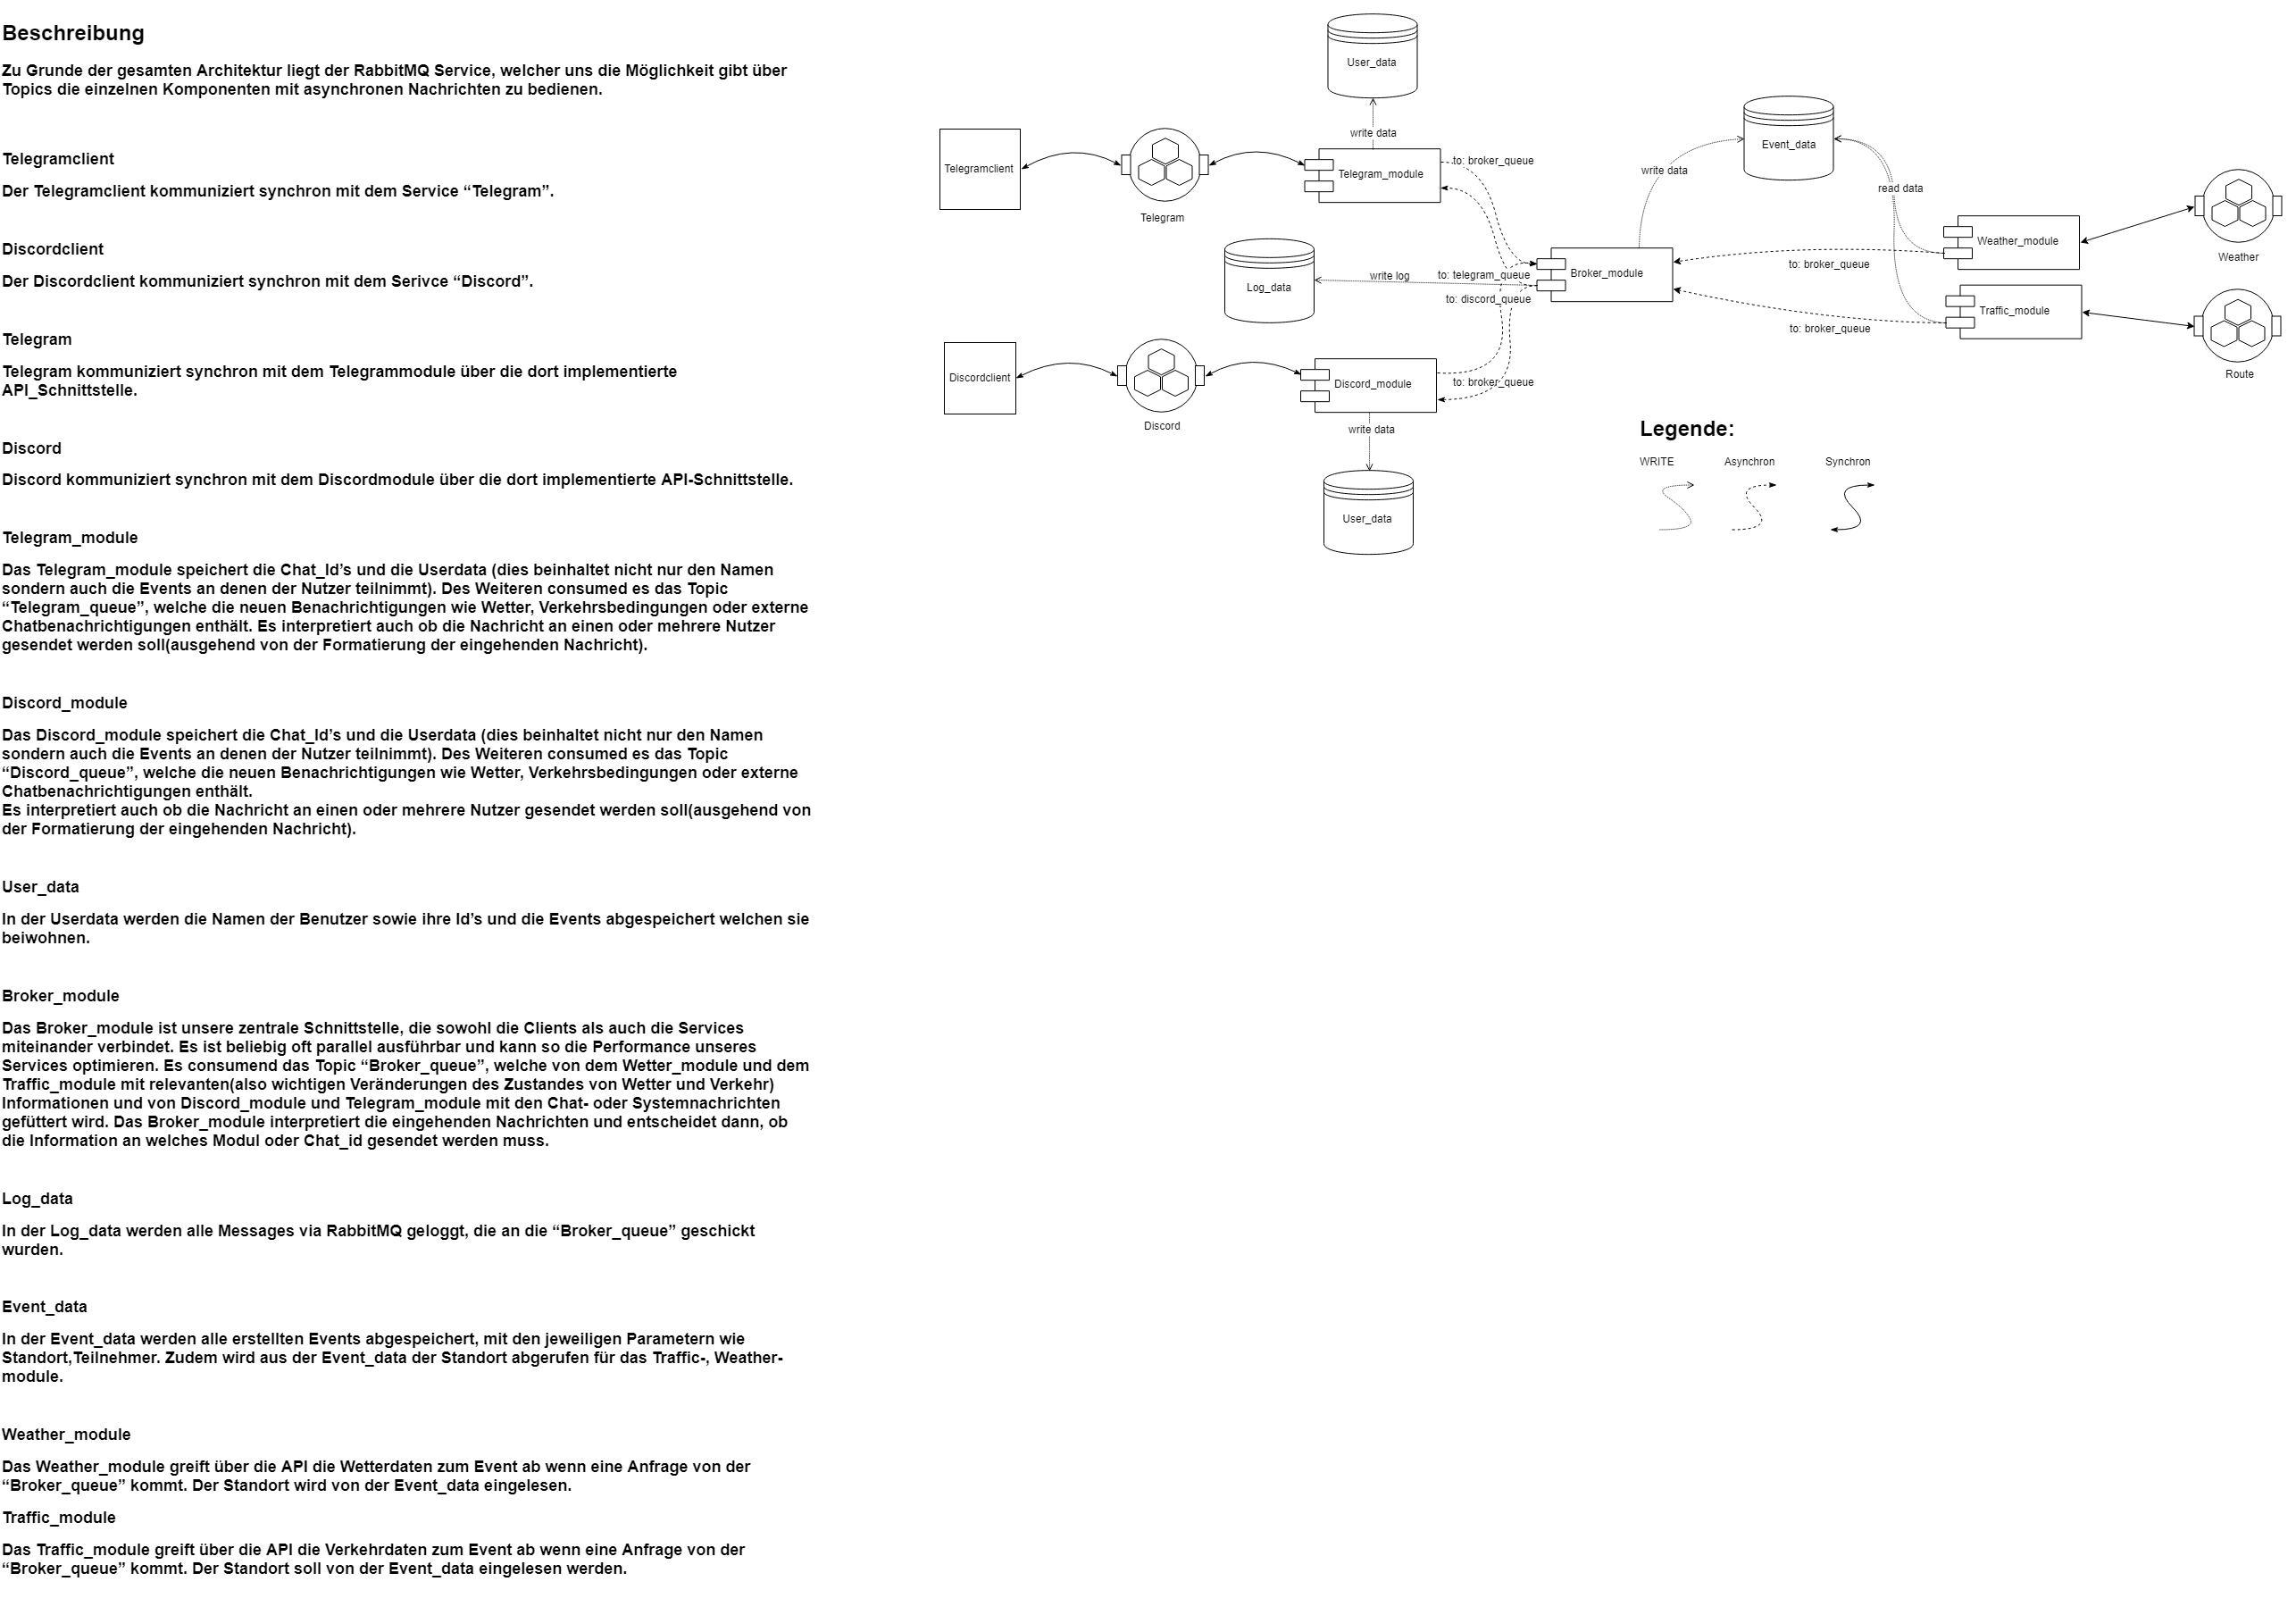 Beschreibung
Zu Grunde der gesamten Architektur liegt der RabbitMQ Service, welcher uns die Möglichkeit gibt über
Topics die einzelnen Komponenten mit asynchronen Nachrichten zu bedienen.
Telegramclient
Der Telegramclient kommuniziert synchron mit dem Service “Telegram”.
Discordclient
Der Discordclient kommuniziert synchron mit dem Serivce “Discord”.
Telegram
Telegram kommuniziert synchron mit dem Telegrammodule über die dort implementierte
API_Schnittstelle.
Discord
Discord kommuniziert synchron mit dem Discordmodule über die dort implementierte API-Schnittstelle.
Telegram_module
Das Telegram_module speichert die Chat_Id’s und die Userdata (dies beinhaltet nicht nur den Namen
sondern auch die Events an denen der Nutzer teilnimmt). Des Weiteren consumed es das Topic
“Telegram_queue”, welche die neuen Benachrichtigungen wie Wetter, Verkehrsbedingungen oder externe
Chatbenachrichtigungen enthält. Es interpretiert auch ob die Nachricht an einen oder mehrere Nutzer
gesendet werden soll(ausgehend von der Formatierung der eingehenden Nachricht).
Discord_module
Das Discord_module speichert die Chat_Id’s und die Userdata (dies beinhaltet nicht nur den Namen
sondern auch die Events an denen der Nutzer teilnimmt). Des Weiteren consumed es das Topic
“Discord_queue”, welche die neuen Benachrichtigungen wie Wetter, Verkehrsbedingungen oder externe
Chatbenachrichtigungen enthält.
Es interpretiert auch ob die Nachricht an einen oder mehrere Nutzer gesendet werden soll(ausgehend von
der Formatierung der eingehenden Nachricht).
User_data
In der Userdata werden die Namen der Benutzer sowie ihre Id’s und die Events abgespeichert welchen sie
beiwohnen.
Broker_module
Das Broker_module ist unsere zentrale Schnittstelle, die sowohl die Clients als auch die Services
miteinander verbindet. Es ist beliebig oft parallel ausführbar und kann so die Performance unseres
Services optimieren. Es consumend das Topic “Broker_queue”, welche von dem Wetter_module und dem
Traffic_module mit relevanten(also wichtigen Veränderungen des Zustandes von Wetter und Verkehr)
Informationen und von Discord_module und Telegram_module mit den Chat- oder Systemnachrichten
gefüttert wird. Das Broker_module interpretiert die eingehenden Nachrichten und entscheidet dann, ob
die Information an welches Modul oder Chat_id gesendet werden muss.
Log_data
In der Log_data werden alle Messages via RabbitMQ geloggt, die an die “Broker_queue” geschickt
wurden.
Event_data
In der Event_data werden alle erstellten Events abgespeichert, mit den jeweiligen Parametern wie
Standort,Teilnehmer. Zudem wird aus der Event_data der Standort abgerufen für das Traffic-, Weather-
module.
Weather_module
Das Weather_module greift über die API die Wetterdaten zum Event ab wenn eine Anfrage von der
“Broker_queue” kommt. Der Standort wird von der Event_data eingelesen.
Traffic_module
Das Traffic_module greift über die API die Verkehrdaten zum Event ab wenn eine Anfrage von der
“Broker_queue” kommt. Der Standort soll von der Event_data eingelesen werden.
User_data
write data
Telegramclient
Telegram
Telegram_module
to: broker_queue
Log_data
write log
to: telegram_queue
to: discord_queue
Broker_module
write data
Event_data
read data
Weather_module
to: broker_queue
Weather
Traffic_module
to: broker_queue
Route
Discordclient
Discord
Discord_module
to: broker_queue
write data
User_data
Legende:
WRITE
Asynchron
Synchron